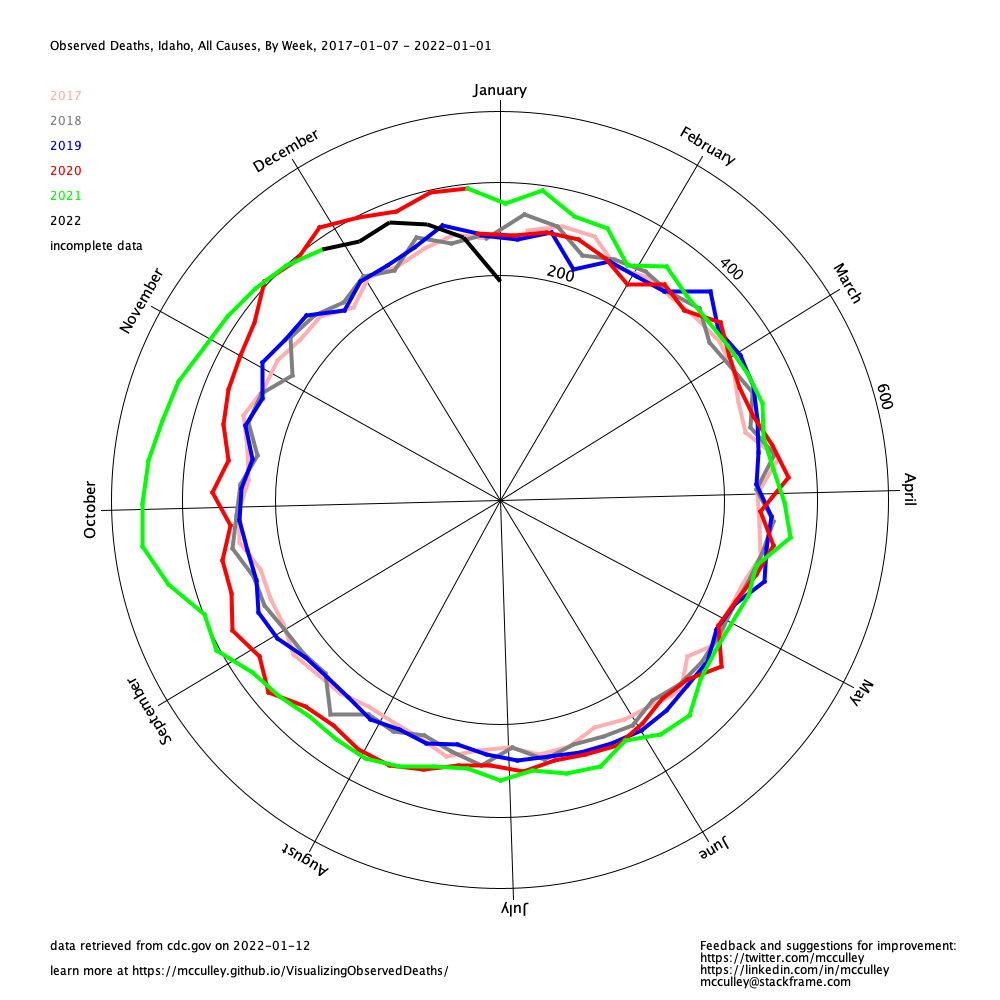 Observed Deaths, Idaho, All Causes, By Week, 2017-01-07 - 2022-01-01
January
2017
2018
2019
2020
2021
2022
incomplete data
December
February
November
March
200
400
600
October
April
September
May
August
June
July
data retrieved from cdc.gov on 2022-01-12
learn more at https://mcculley.github.io/VisualizingObservedDeaths/
Feedback and suggestions for improvement:
https://twitter.com/mcculley
https://linkedin.com/in/mcculley
mcculley@stackframe.com